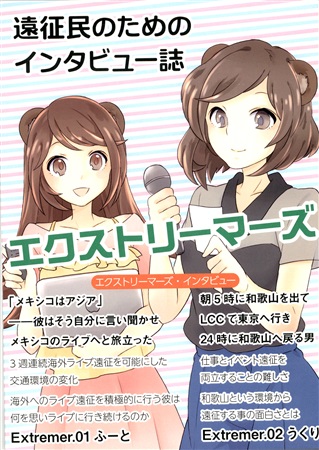 遠征民のための
インタビュー誌
エクストリーマーズ
エクストリーマーズ・インタビュー
「メキシコはアジア」
――彼はそう自分に言い聞かせ
メキシコのライブへと旅立った
3週連続海外ライブ遠征を可能にした
交通環境の変化
海外へのライブ遠征を積極的に行う彼は
何を思いライブに行き続けるのか
Extremer.01 ふーと
朝5時に和歌山を出て
LCCで東京へ行き
24時に和歌山へ戻る男
仕事とイベント遠征を
両立することの難しさ
和歌山という環境から
遠征する事の面白さとは
Extremer.02 うくり